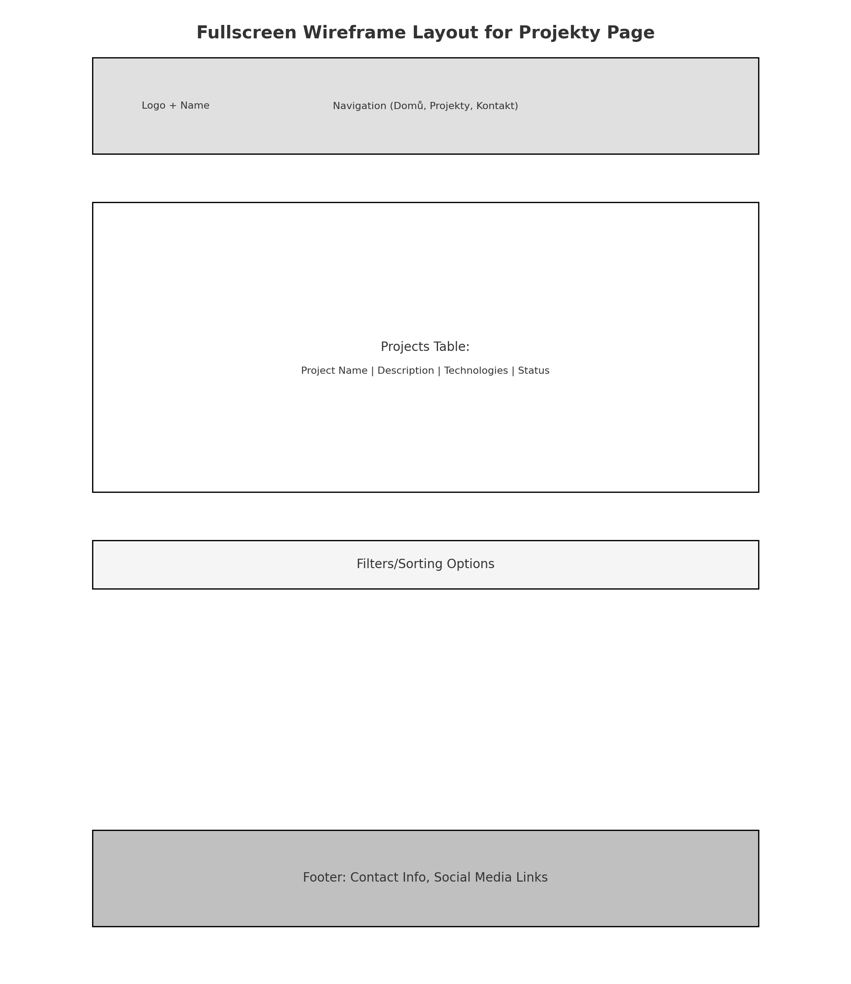 Fullscreen Wireframe Layout for Projekty Page
Logo + Name
Navigation (Domů, Projekty, Kontakt)
Projects Table:
Project Name | Description | Technologies | Status
Filters/Sorting Options
Footer: Contact Info, Social Media Links